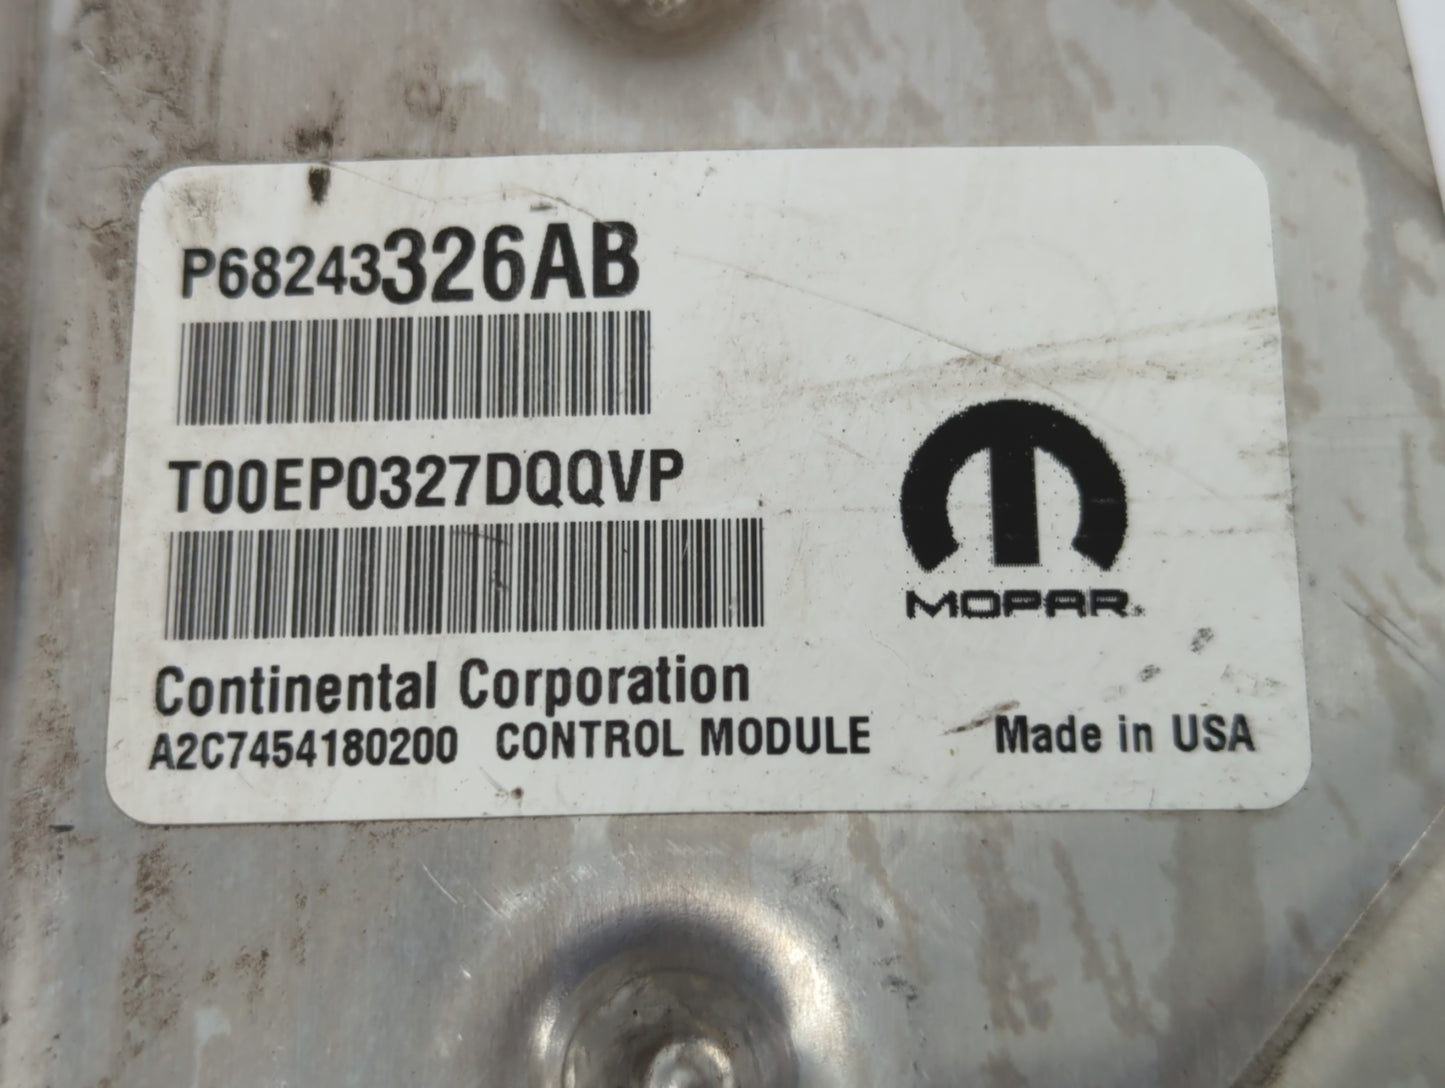 P68243326AB
T00EP0327DQQVP
MOPAR
Continental Corporation
A2C7454180200 CONTROL MODULE Made in USA